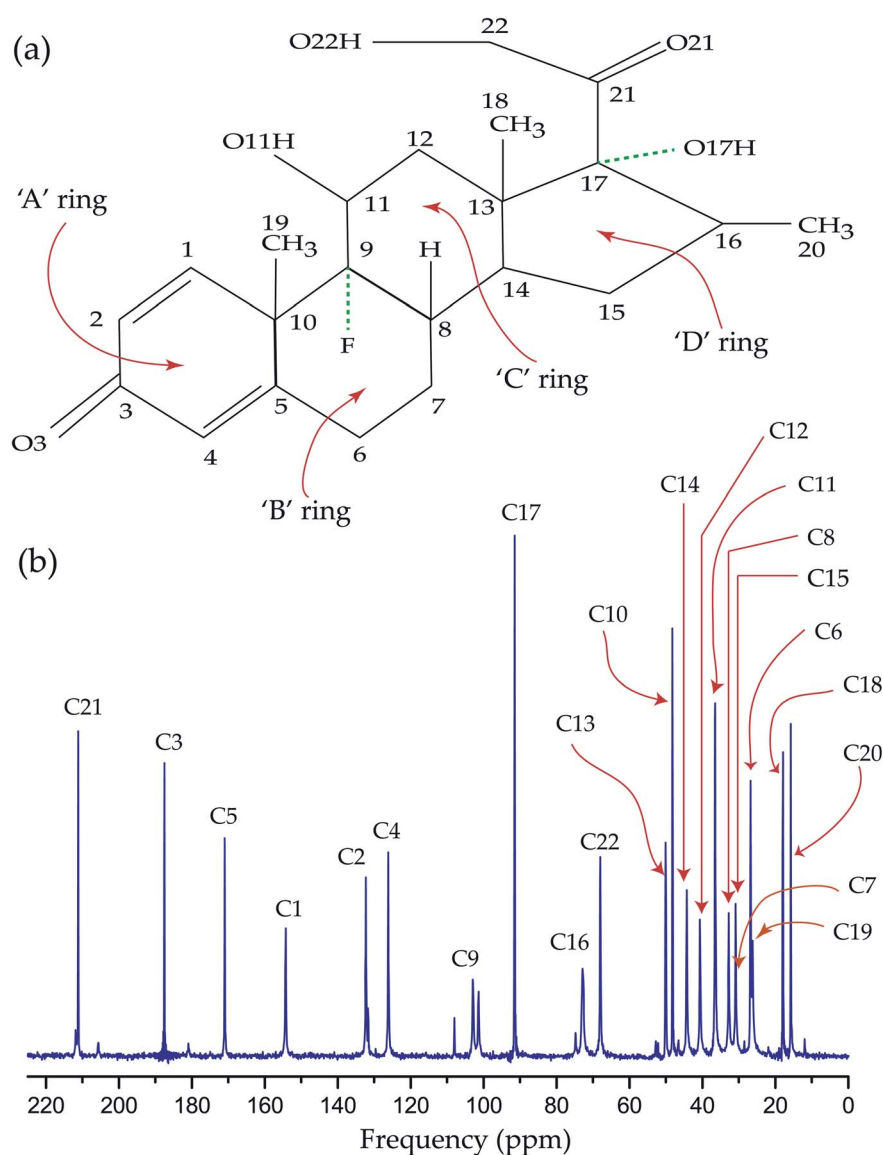 (a)
22
O22H
O21
21
18
CH3
12
O11H
O17H
17
'A' ring
11
13
19
CH3
16
CH3
20
1
9
H
14
15
2
10
8
F
'D' ring
'C' ring
3
5
7
O3
4
6
C12
'B' ring
C14
C11
C17
C8
(b)
C15
C10
C6
C21
C18
C13
C3
C20
C5
C2
C4
C22
C7
C1
C19
C9
C16
220 200 180 160 140 120 100 80 60 40 20 0
Frequency (ppm)